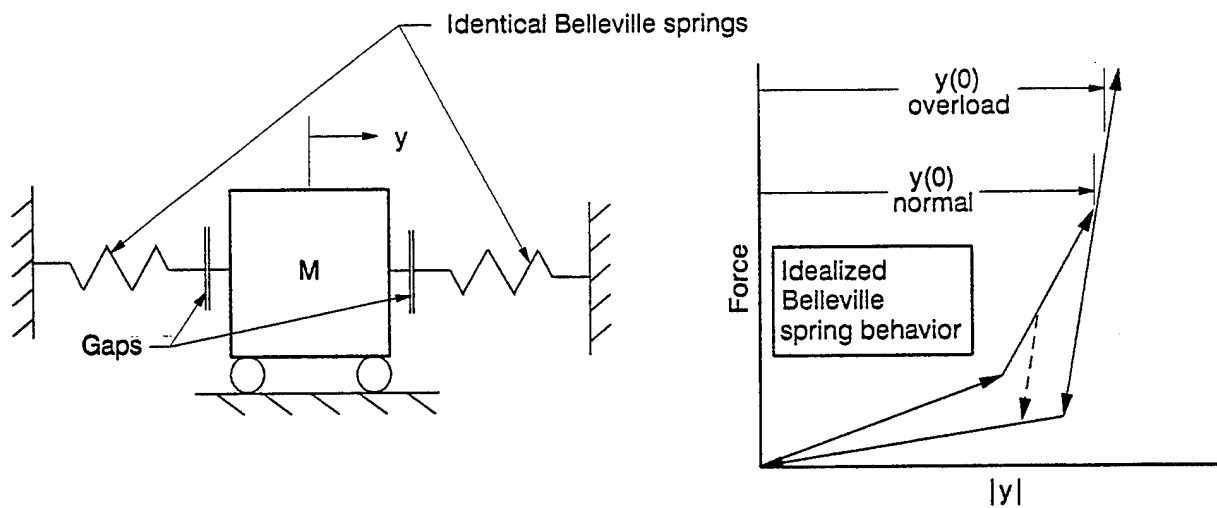 Identical Belleville springs
y
M
Gaps
Force
y(0)
overload
y(0)
normal
Idealized
Belleville
spring behavior
|y|